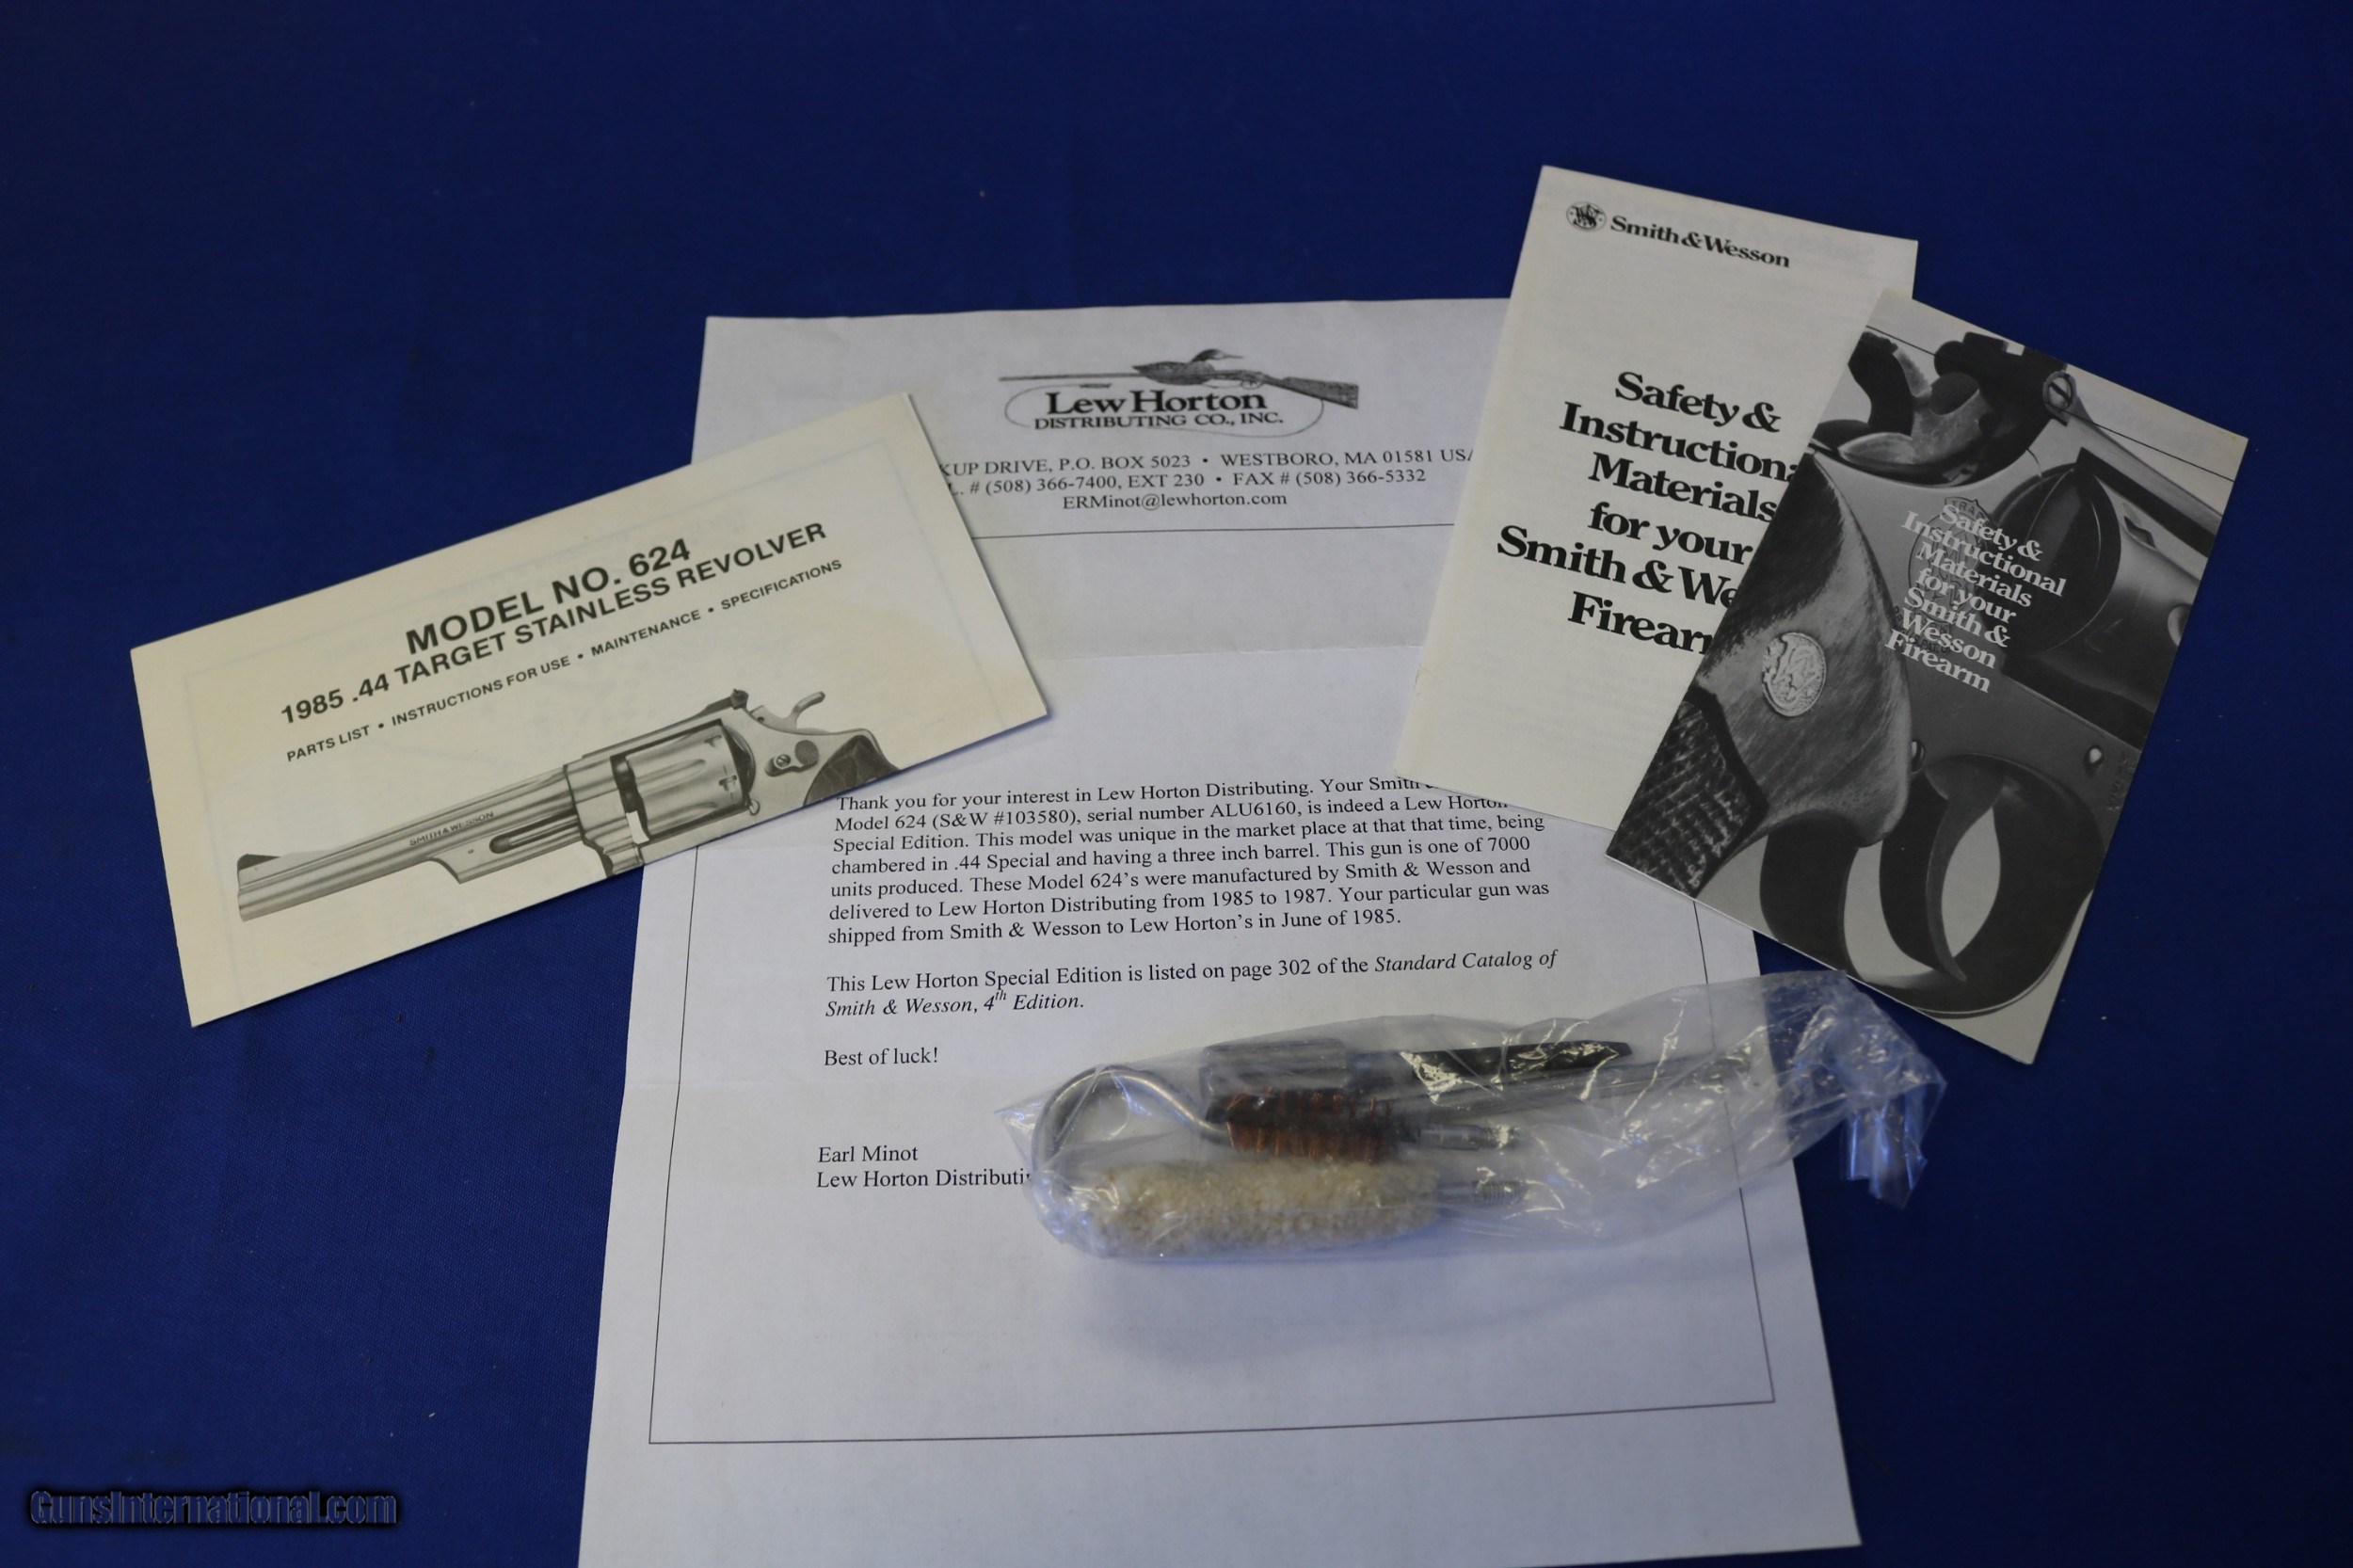 Smith & Wesson
Safety &
Instruction
Materials
for your
Smith & We
Firear
Safety &
Instructional
Materials
for your
Smith &
Wesson
Firearm
Lew Horton
DISTRIBUTING CO., INC.
KUP DRIVE, P.O. BOX 5023 • WESTBORO, MA 01581 US
L. # (508) 366-7400, EXT 230 • FAX # (508) 366-5332
ERMinot@lewhorton.com
MODEL NO. 624
1985 .44 TARGET STAINLESS REVOLVER
PARTS LIST • INSTRUCTIONS FOR USE • MAINTENANCE • SPECIFICATIONS
SMITH & WESSON
Thank you for your interest in Lew Horton Distributing. Your Smith
Model 624 (S&W #103580), serial number ALU6160, is indeed a Lew Horton
Special Edition. This model was unique in the market place at that that time, being
chambered in .44 Special and having a three inch barrel. This gun is one of 7000
units produced. These Model 624's were manufactured by Smith & Wesson and
delivered to Lew Horton Distributing from 1985 to 1987. Your particular gun was
shipped from Smith & Wesson to Lew Horton's in June of 1985.
This Lew Horton Special Edition is listed on page 302 of the Standard Catalog of
Smith & Wesson, 4th Edition.
Best of luck!
Earl Minot
Lew Horton Distributi
GunsInternational.com